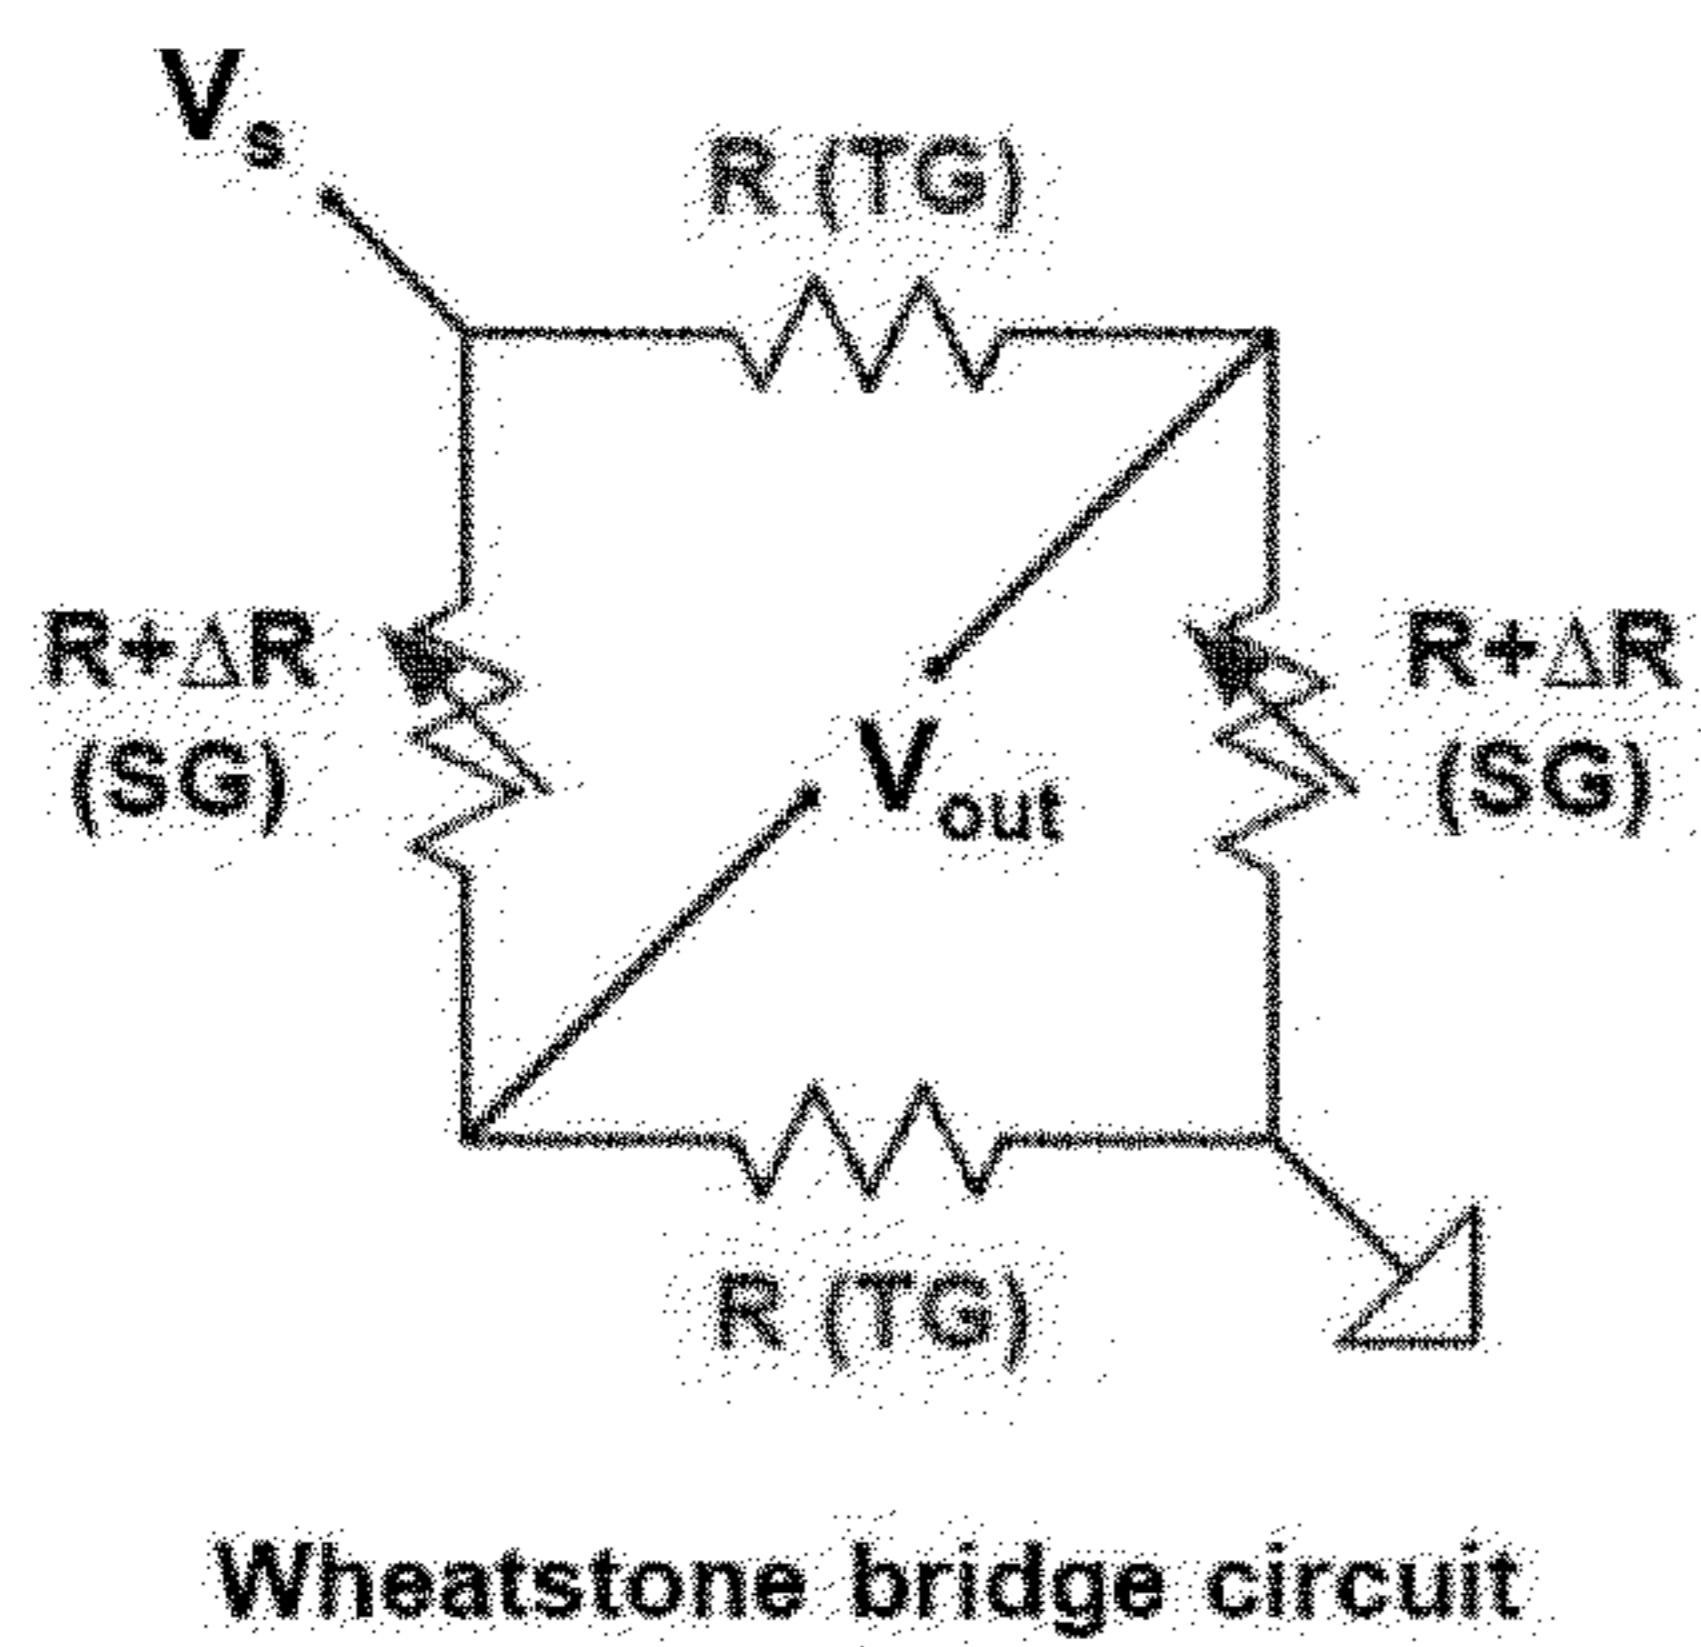 Vs
R (TG)
R+ΔR
(SG)
R+ΔR
(SG)
Vout
R (TG)
Wheatstone bridge circuit